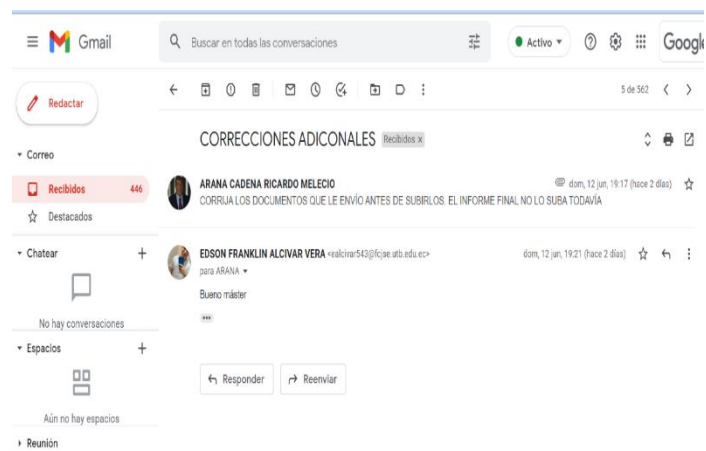 Gmail
Buscar en todas las conversaciones
Activo
Google
Redactar
5 de 562
CORRECCIONES ADICONALES Recibidos x
Correo
Recibidos 446
Destacados
ARANA CADENA RICARDO MELECIO dom, 12 jun, 19:17 (hace 2 días)
CORRIJA LOS DOCUMENTOS QUE LE ENVÍO ANTES DE SUBIRLOS. EL INFORME FINAL NO LO SUBA TODAVÍA
Chatear +
No hay conversaciones
EDSON FRANKLIN ALCIVAR VERA <ealcivar543@fcjse.utb.edu.ec> dom, 12 jun, 19:21 (hace 2 días)
para ARANA
Bueno máster
Espacios +
Aún no hay espacios
Responder
Reenviar
Reunión